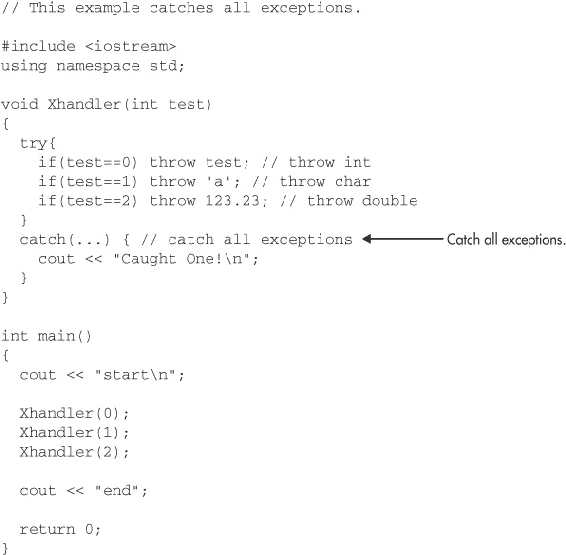 // This example catches all exceptions.

#include <iostream>
using namespace std;

void Xhandler(int test)
{
  try{
    if(test==0) throw test; // throw int
    if(test==1) throw 'a'; // throw char
    if(test==2) throw 123.23; // throw double
  }
  catch(...) { // catch all exceptions Catch all exceptions.
    cout << "Caught One!\n";
  }
}

int main()
{
  cout << "start\n";

  Xhandler(0);
  Xhandler(1);
  Xhandler(2);

  cout << "end";

  return 0;
}